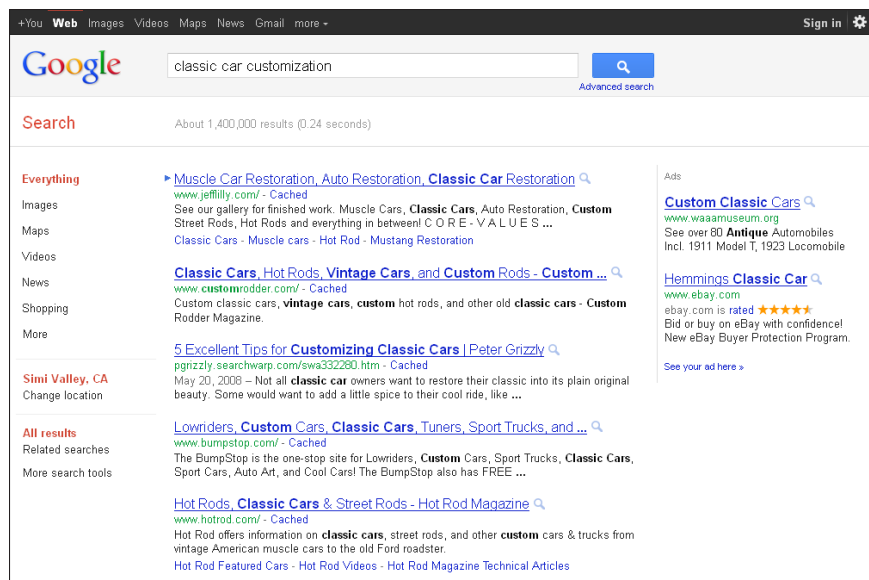 +You Web Images Videos Maps News Gmail more
Sign in
Google
classic car customization
Advanced search
Search
About 1,400,000 results (0.24 seconds)
Everything
Images
Maps
Videos
News
Shopping
More
Simi Valley, CA
Change location
All results
Related searches
More search tools
Muscle Car Restoration, Auto Restoration, Classic Car Restoration
www.jefflilly.com/ - Cached
See our gallery for finished work. Muscle Cars, Classic Cars, Auto Restoration, Custom
Street Rods, Hot Rods and everything in between! C O R E - V A L U E S ...
Classic Cars - Muscle cars - Hot Rod - Mustang Restoration
Classic Cars, Hot Rods, Vintage Cars, and Custom Rods - Custom ...
www.customrodder.com/ - Cached
Custom classic cars, vintage cars, custom hot rods, and other old classic cars - Custom
Rodder Magazine.
5 Excellent Tips for Customizing Classic Cars | Peter Grizzly
pgrizzly.searchwarp.com/swa332280.htm - Cached
May 20, 2008 – Not all classic car owners want to restore their classic into its plain original
beauty. Some would want to add a little spice to their cool ride, like ...
Lowriders, Custom Cars, Classic Cars, Tuners, Sport Trucks, and ...
www.bumpstop.com/ - Cached
The BumpStop is the one-stop site for Lowriders, Custom Cars, Sport Trucks, Classic Cars,
Sport Cars, Auto Art, and Cool Cars! The BumpStop also has FREE ...
Hot Rods, Classic Cars & Street Rods - Hot Rod Magazine
www.hotrod.com/ - Cached
Hot Rod offers information on classic cars, street rods, and other custom cars & trucks from
vintage American muscle cars to the old Ford roadster.
Hot Rod Featured Cars - Hot Rod Videos - Hot Rod Magazine Technical Articles
Ads
Custom Classic Cars
www.waaamuseum.org
See over 80 Antique Automobiles
Incl. 1911 Model T, 1923 Locomobile
Hemmings Classic Car
www.ebay.com
ebay.com is rated
Bid or buy on eBay with confidence!
New eBay Buyer Protection Program.
See your ad here »